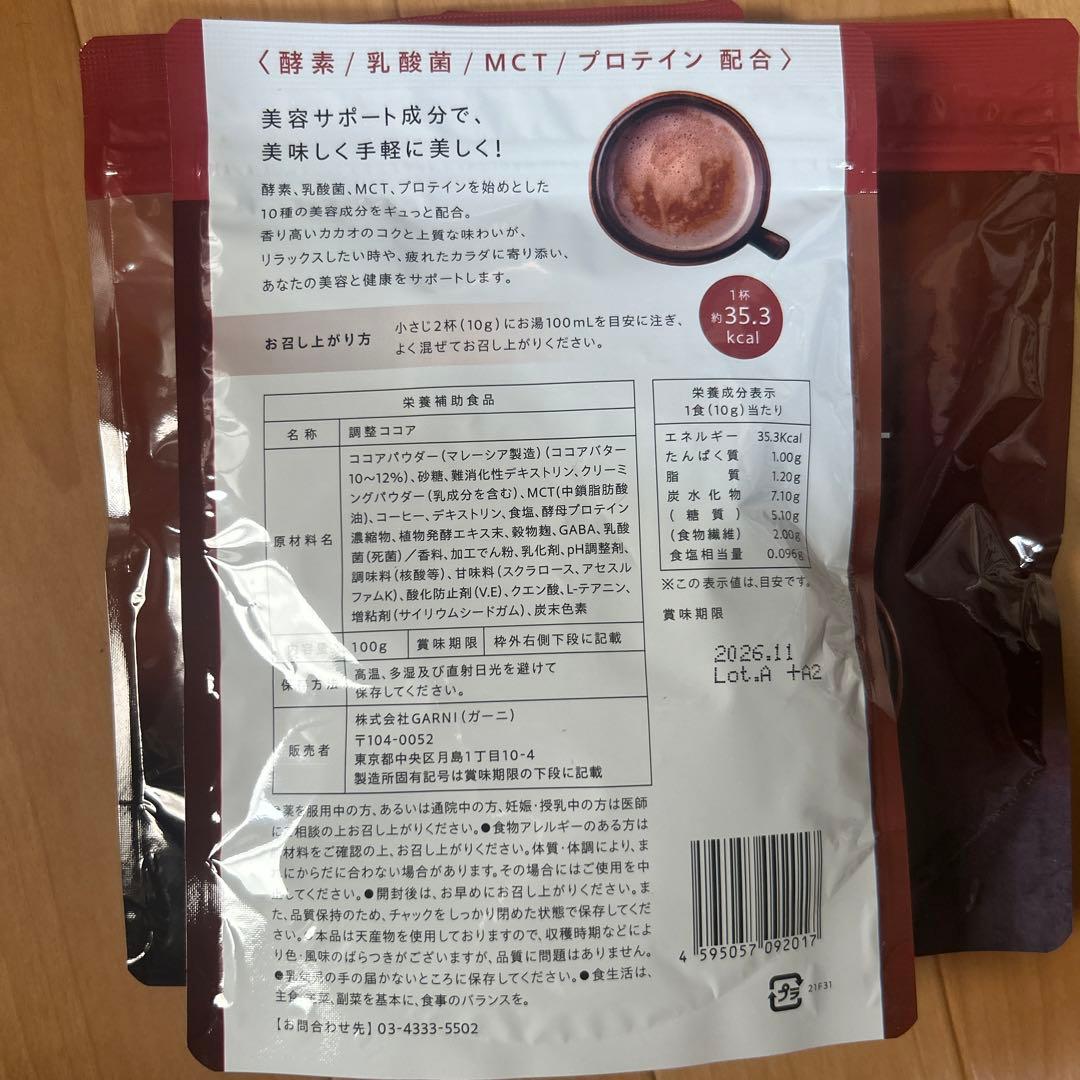 〈 酵素 / 乳酸菌 / MCT / プロテイン 配合 〉
美容サポート成分で、
美味しく手軽に美しく!
酵素、乳酸菌、MCT、プロテインを始めとした
10種の美容成分をギュっと配合。
香り高いカカオのコクと上質な味わいが、
リラックスしたい時や、疲れたカラダに寄り添い、
あなたの美容と健康をサポートします。
1杯
約35.3
kcal
お召し上がり方
小さじ2杯(10g)にお湯100mLを目安に注ぎ、
よく混ぜてお召し上がりください。
栄養補助食品
名称 調整ココア
原材料名
ココアパウダー(マレーシア製造)(ココアバター
10〜12%)、砂糖、難消化性デキストリン、クリーミ
ングパウダー(乳成分を含む)、MCT(中鎖脂肪酸
油)、コーヒー、デキストリン、食塩、酵母プロテイン
濃縮物、植物発酵エキス末、穀物麹、GABA、乳酸
菌(死菌)/香料、加工でん粉、乳化剤、pH調整剤、
調味料(核酸等)、甘味料(スクラロース、アセスル
ファムK)、酸化防止剤(V.E)、クエン酸、L-テアニン、
増粘剤(サイリウムシードガム)、炭末色素
内容量 100g 賞味期限 枠外右側下段に記載
保存方法
高温、多湿及び直射日光を避けて
保存してください。
販売者
株式会社GARNI(ガーニ)
〒104-0052
東京都中央区月島1丁目10-4
製造所固有記号は賞味期限の下段に記載
栄養成分表示
1食(10g)当たり
エネルギー 35.3Kcal
たんぱく質 1.00g
脂質 1.20g
炭水化物 7.10g
(糖質) 5.10g
(食物繊維) 2.00g
食塩相当量 0.096g
※この表示値は、目安です。
賞味期限
2026.11
Lot.A +A2
薬を服用中の方、あるいは通院中の方、妊娠・授乳中の方は医師
にご相談の上お召し上がりください。●食物アレルギーのある方は
材料をご確認の上、お召し上がりください。体質・体調により、ま
れにからだに合わない場合があります。その場合にはご使用を中
止してください。●開封後は、お早めにお召し上がりください。ま
た、品質保持のため、チャックをしっかり閉めた状態で保存してくだ
さい。●本品は天産物を使用しておりますので、収穫時期などによ
り色・風味のばらつきがございますが、品質に問題はありません。
●乳幼児の手の届かないところに保存してください。●食生活は、
主食、主菜、副菜を基本に、食事のバランスを。
【お問合わせ先】03-4333-5502
4 595057 092017
プラ
21F31